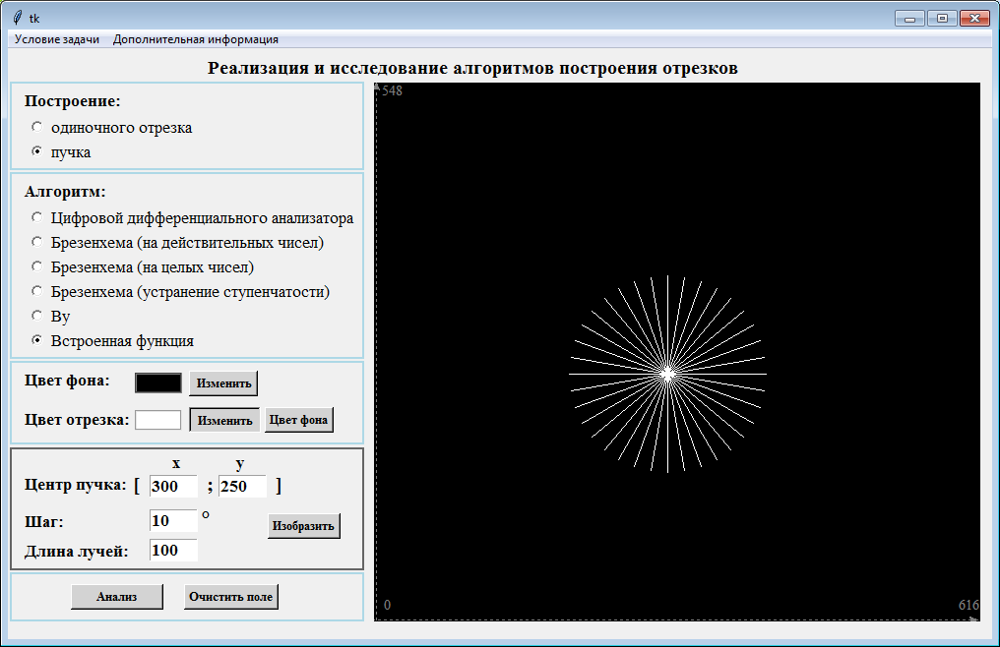 tk
Условие задачи Дополнительная информация
Реализация и исследование алгоритмов построения отрезков
Построение:
одиночного отрезка
пучка
Алгоритм:
Цифровой дифференциального анализатора
Брезенхема (на действительных чисел)
Брезенхема (на целых чисел)
Брезенхема (устранение ступенчатости)
Ву
Встроенная функция
Цвет фона: Изменить
Цвет отрезка: Изменить Цвет фона
x y
Центр пучка: [ 300 ; 250 ]
Шаг: 10 о
Изобразить
Длина лучей: 100
Анализ Очистить поле
548
0 616